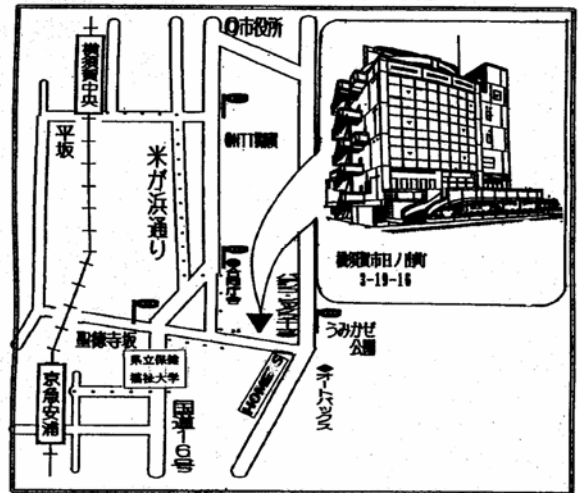 市役所
横須賀中央
平坂
米が浜通り
横須賀市日ノ出町
3-19-16
うみかぜ
公園
聖徳寺坂
県立保健
福祉大学
HOME'S
オートバックス
京急安浦
国道16号